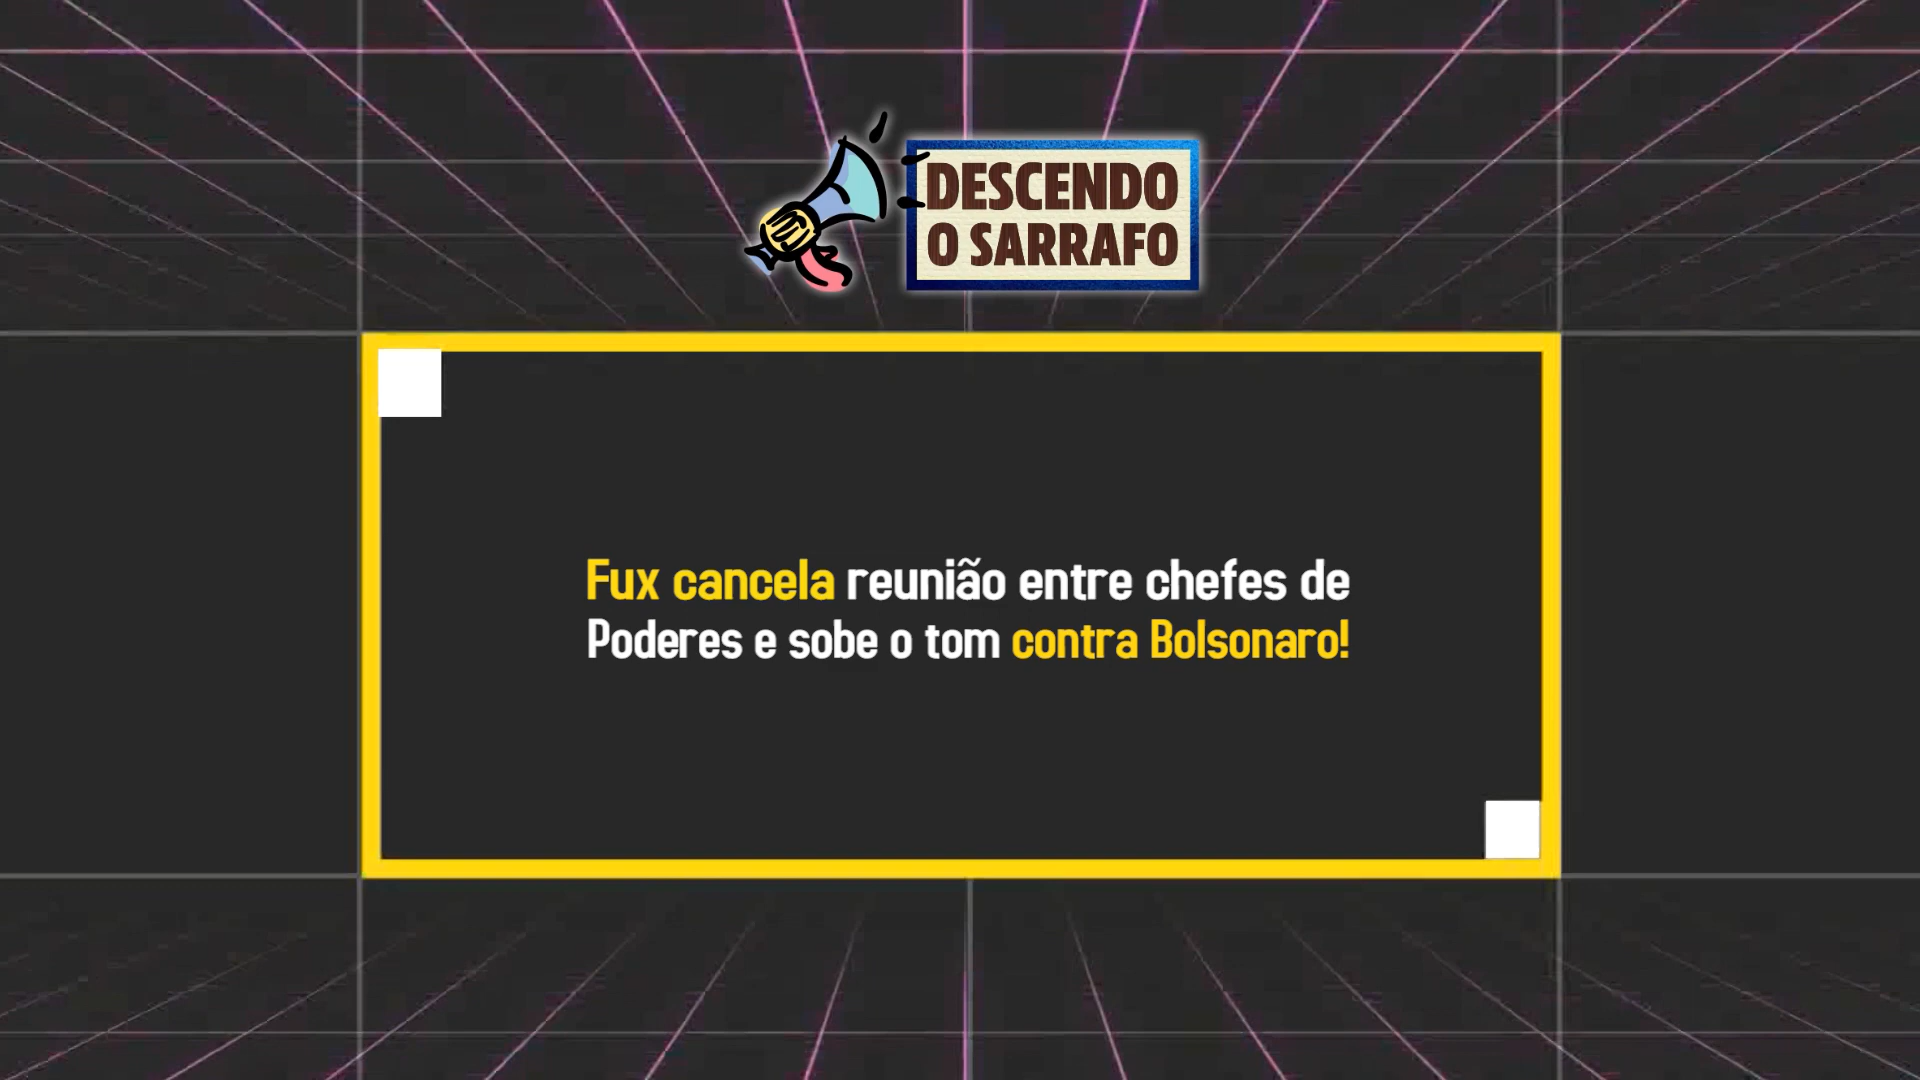 DESCENDO
O SARRAFO
Fux cancela reunião entre chefes de
Poderes e sobe o tom contra Bolsonaro!